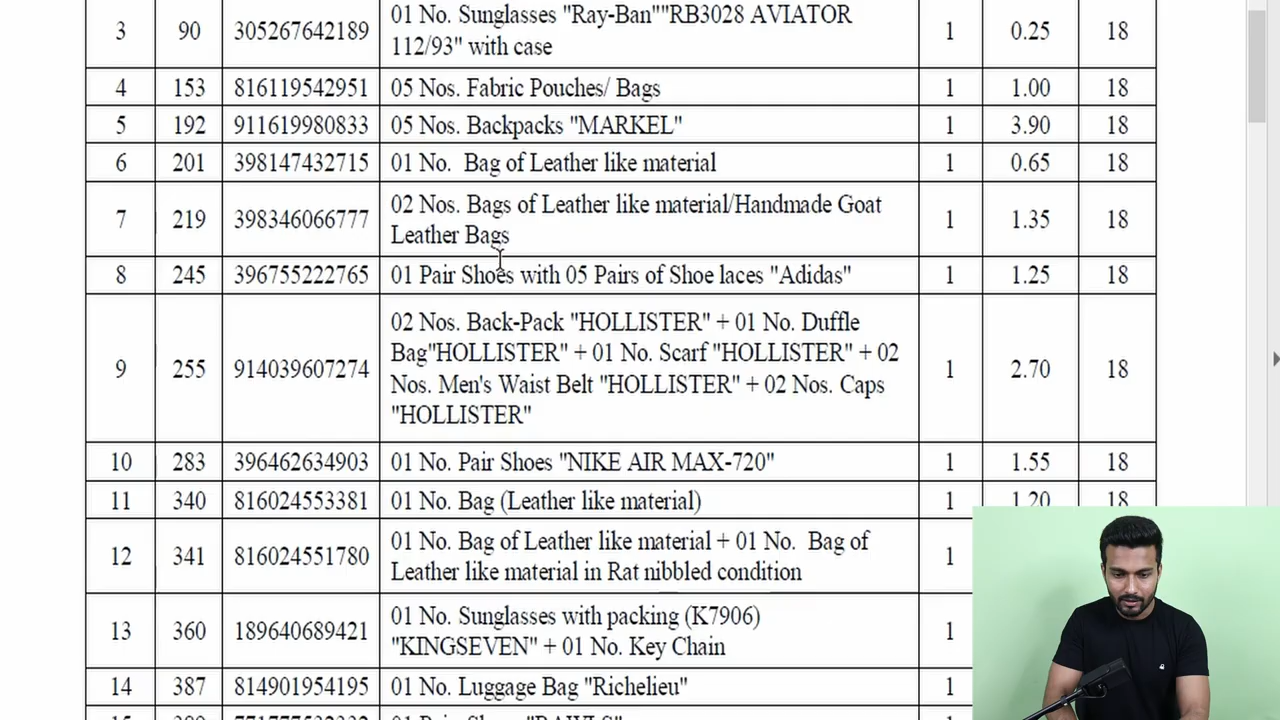 3 90 305267642189 01 No. Sunglasses "Ray-Ban""RB3028 AVIATOR 1 0.25 18
112/93" with case
4 153 816119542951 05 Nos. Fabric Pouches/ Bags 1 1.00 18
5 192 911619980833 05 Nos. Backpacks "MARKEL" 1 3.90 18
6 201 398147432715 01 No. Bag of Leather like material 1 0.65 18
7 219 398346066777 02 Nos. Bags of Leather like material/Handmade Goat 1 1.35 18
Leather Bags
8 245 396755222765 01 Pair Shoes with 05 Pairs of Shoe laces "Adidas" 1 1.25 18
9 255 914039607274 02 Nos. Back-Pack "HOLLISTER" + 01 No. Duffle 1 2.70 18
Bag"HOLLISTER" + 01 No. Scarf "HOLLISTER" + 02
Nos. Men's Waist Belt "HOLLISTER" + 02 Nos. Caps
"HOLLISTER"
10 283 396462634903 01 No. Pair Shoes "NIKE AIR MAX-720" 1 1.55 18
11 340 816024553381 01 No. Bag (Leather like material) 1 1.20 18
12 341 816024551780 01 No. Bag of Leather like material + 01 No. Bag of 1
Leather like material in Rat nibbled condition
13 360 189640689421 01 No. Sunglasses with packing (K7906) 1
"KINGSEVEN" + 01 No. Key Chain
14 387 814901954195 01 No. Luggage Bag "Richelieu" 1